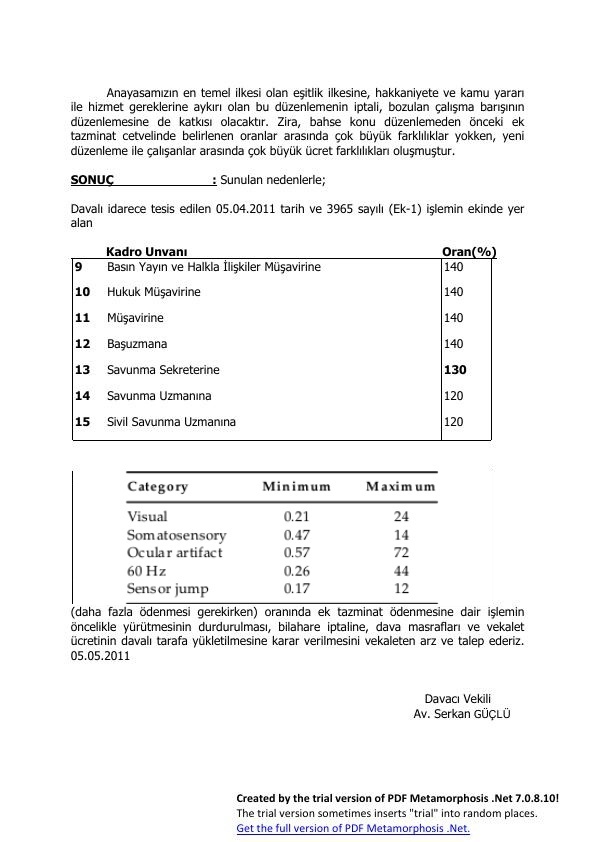 Anayasamızın en temel ilkesi olan eşitlik ilkesine, hakkaniyete ve kamu yararı
ile hizmet gereklerine aykırı olan bu düzenlemenin iptali, bozulan çalışma barışının
düzenlemesine de katkısı olacaktır. Zira, bahse konu düzenlemeden önceki ek
tazminat cetvelinde belirlenen oranlar arasında çok büyük farklılıklar yokken, yeni
düzenleme ile çalışanlar arasında çok büyük ücret farklılıkları oluşmuştur.
SONUÇ : Sunulan nedenlerle;
Davalı idarece tesis edilen 05.04.2011 tarih ve 3965 sayılı (Ek-1) işlemin ekinde yer
alan
Kadro Unvanı Oran(%)
9 Basın Yayın ve Halkla İlişkiler Müşavirine 140
10 Hukuk Müşavirine 140
11 Müşavirine 140
12 Başuzmana 140
13 Savunma Sekreterine 130
14 Savunma Uzmanına 120
15 Sivil Savunma Uzmanına 120
Category Minimum Maximum
Visual 0.21 24
Somatosensory 0.47 14
Ocular artifact 0.57 72
60 Hz 0.26 44
Sensor jump 0.17 12
(daha fazla ödenmesi gerekirken) oranında ek tazminat ödenmesine dair işlemin
öncelikle yürütmesinin durdurulması, bilahare iptaline, dava masrafları ve vekalet
ücretinin davalı tarafa yükletilmesine karar verilmesini vekaleten arz ve talep ederiz.
05.05.2011
Davacı Vekili
Av. Serkan GÜÇLÜ
Created by the trial version of PDF Metamorphosis .Net 7.0.8.10!
The trial version sometimes inserts "trial" into random places.
Get the full version of PDF Metamorphosis .Net.